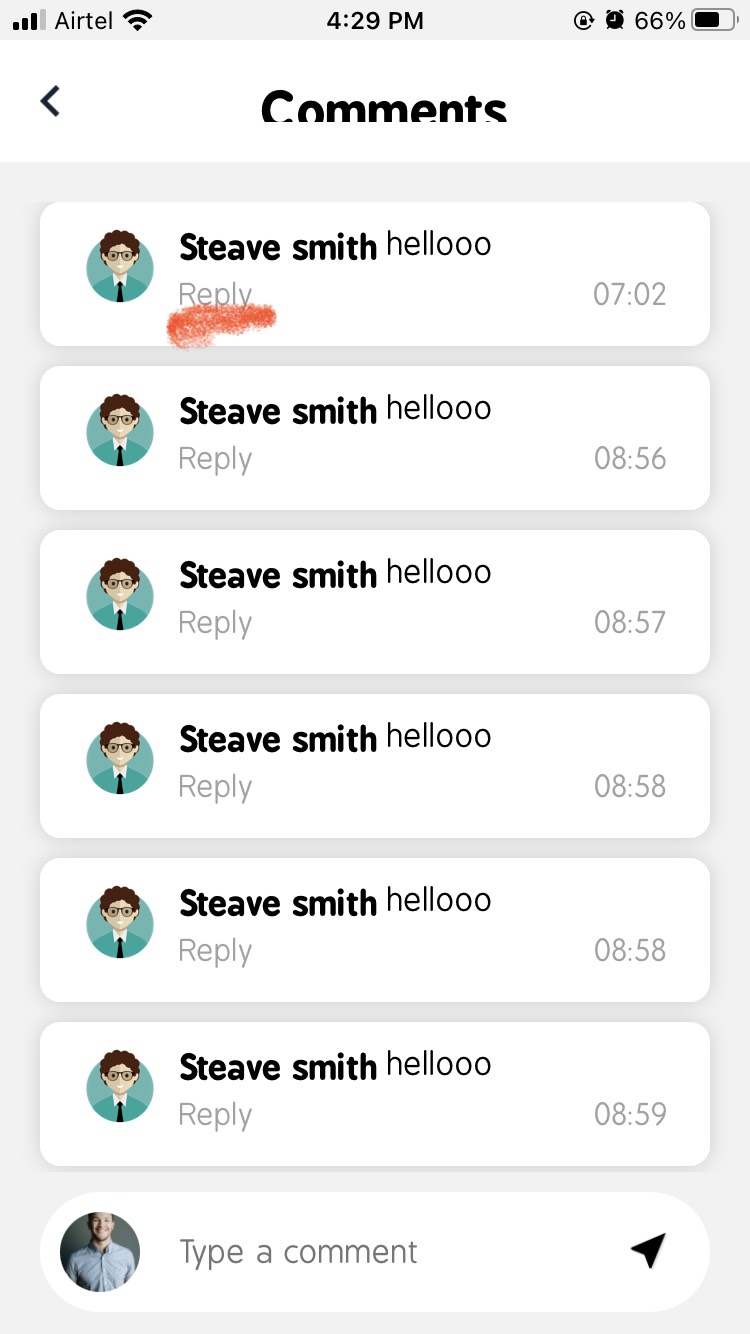 Airtel 4:29 PM 66%
Comments
Steave smith hellooo
Reply 07:02
Steave smith hellooo
Reply 08:56
Steave smith hellooo
Reply 08:57
Steave smith hellooo
Reply 08:58
Steave smith hellooo
Reply 08:58
Steave smith hellooo
Reply 08:59
Type a comment